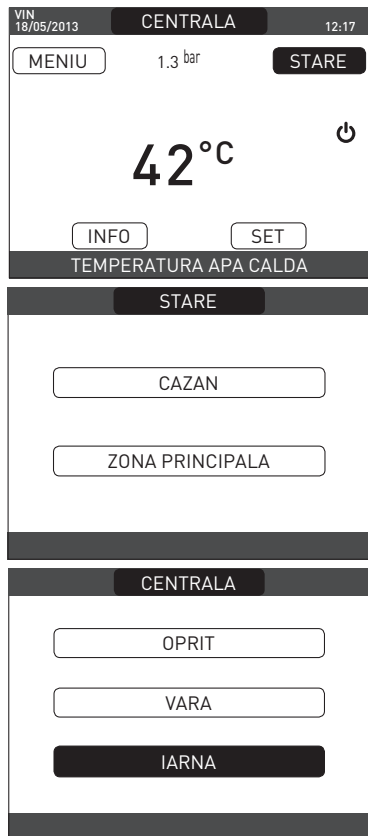 VIN
18/05/2013
CENTRALA
12:17
MENIU
1.3 bar
STARE
42°C
INFO
SET
TEMPERATURA APA CALDA
STARE
CAZAN
ZONA PRINCIPALA
CENTRALA
OPRIT
VARA
IARNA